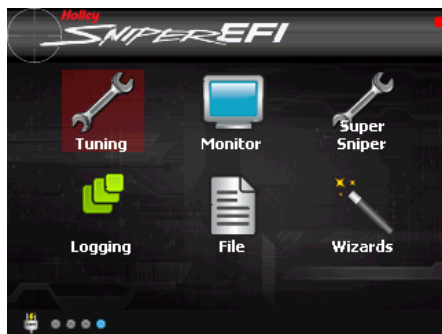 Holley
SNIPER EFI
Tuning
Monitor
Super
Sniper
Logging
File
Wizards